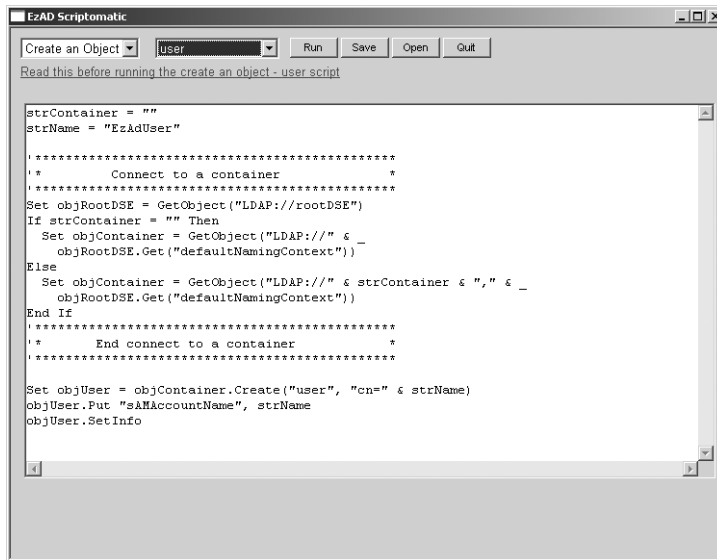 EzAD Scriptomatic
Create an Object user Run Save Open Quit
Read this before running the create an object - user script
strContainer = ""
strName = "EzAdUser"
'***********************************************
'*          Connect to a container              *
'***********************************************
Set objRootDSE = GetObject("LDAP://rootDSE")
If strContainer = "" Then
  Set objContainer = GetObject("LDAP://" & _
    objRootDSE.Get("defaultNamingContext"))
Else
  Set objContainer = GetObject("LDAP://" & strContainer & "," & _
    objRootDSE.Get("defaultNamingContext"))
End If
'***********************************************
'*       End connect to a container            *
'***********************************************
Set objUser = objContainer.Create("user", "cn=" & strName)
objUser.Put "sAMAccountName", strName
objUser.SetInfo